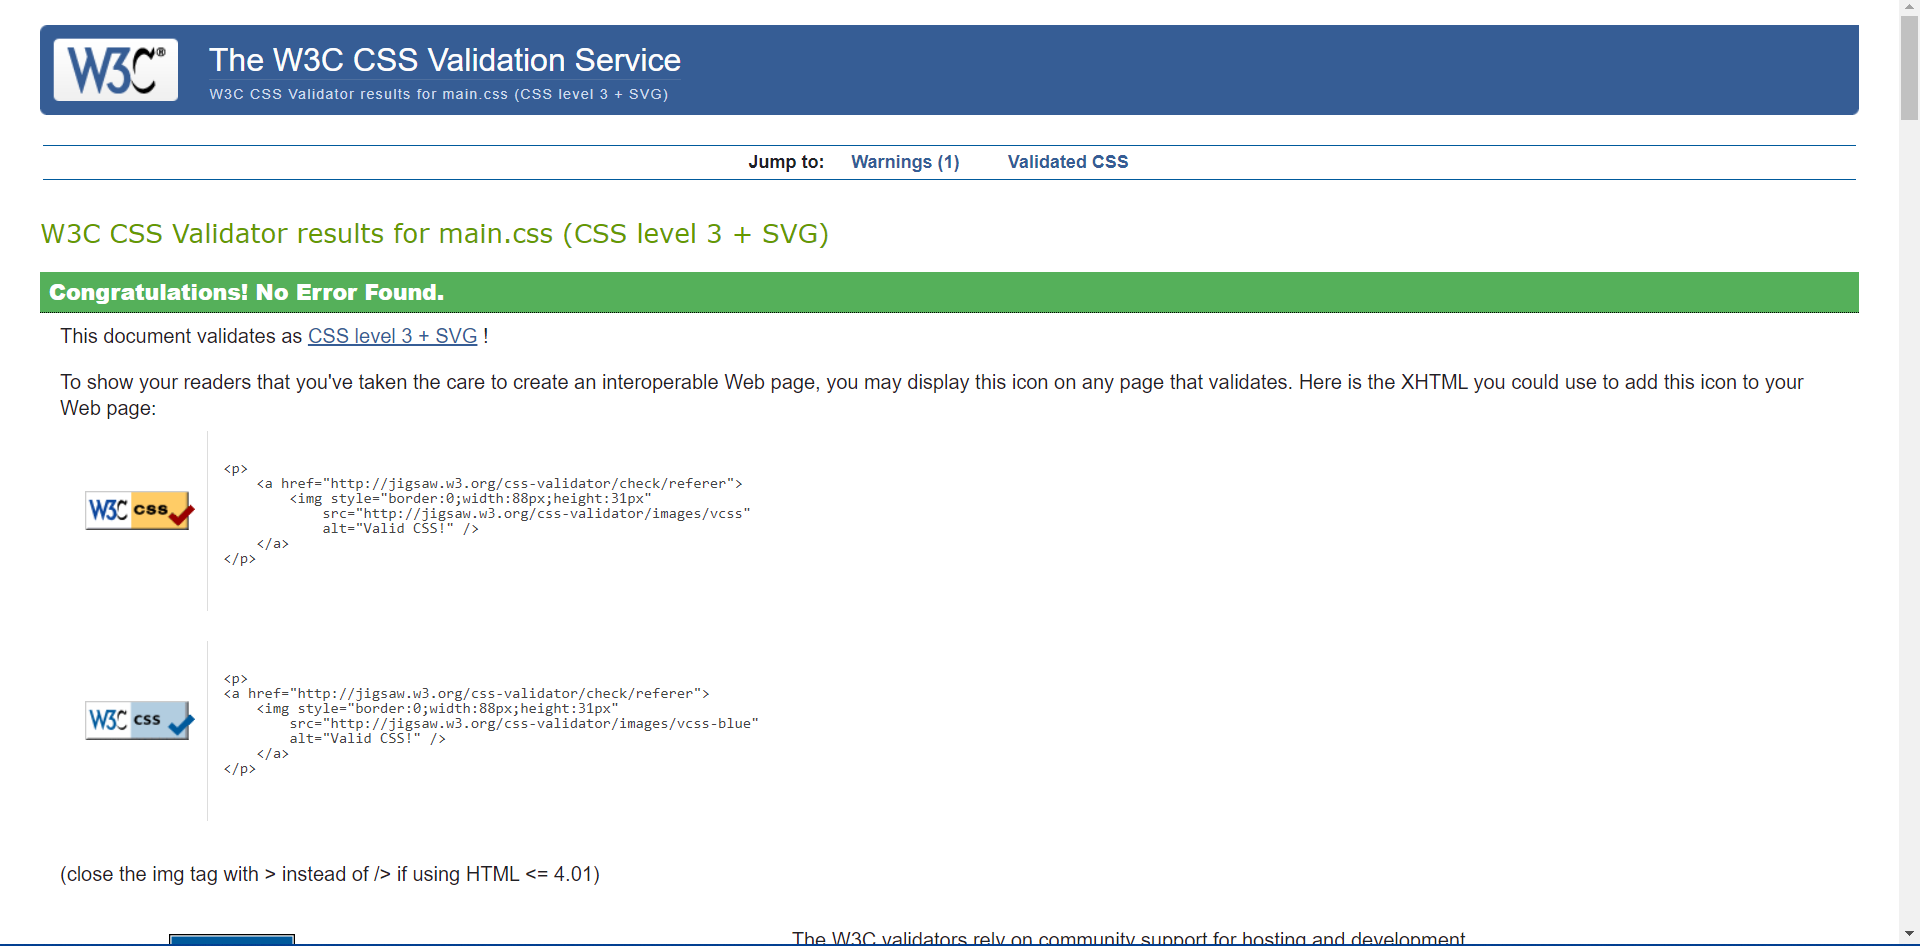 W3C®
The W3C CSS Validation Service
W3C CSS Validator results for main.css (CSS level 3 + SVG)
Jump to: Warnings (1) Validated CSS
W3C CSS Validator results for main.css (CSS level 3 + SVG)
Congratulations! No Error Found.
This document validates as CSS level 3 + SVG !
To show your readers that you've taken the care to create an interoperable Web page, you may display this icon on any page that validates. Here is the XHTML you could use to add this icon to your
Web page:
W3C css
<p>
<a href="http://jigsaw.w3.org/css-validator/check/referer">
<img style="border:0;width:88px;height:31px"
src="http://jigsaw.w3.org/css-validator/images/vcss"
alt="Valid CSS!" />
</a>
</p>
W3C css
<p>
<a href="http://jigsaw.w3.org/css-validator/check/referer">
<img style="border:0;width:88px;height:31px"
src="http://jigsaw.w3.org/css-validator/images/vcss-blue"
alt="Valid CSS!" />
</a>
</p>
(close the img tag with > instead of /> if using HTML <= 4.01)
The W3C validators rely on community support for hosting and development.